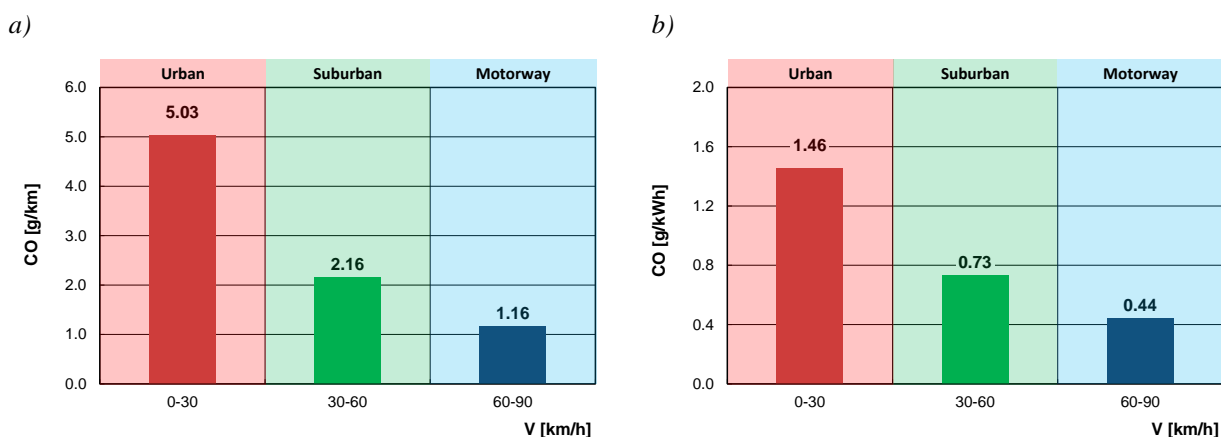 a)
Urban Suburban Motorway
6.0
5.03
5.0
4.0
CO [g/km]
3.0
2.16
2.0
1.16
1.0
0.0
0-30 30-60 60-90
V [km/h]
b)
Urban Suburban Motorway
2.0
1.6
1.46
1.2
CO [g/kWh]
0.8
0.73
0.44
0.4
0.0
0-30 30-60 60-90
V [km/h]